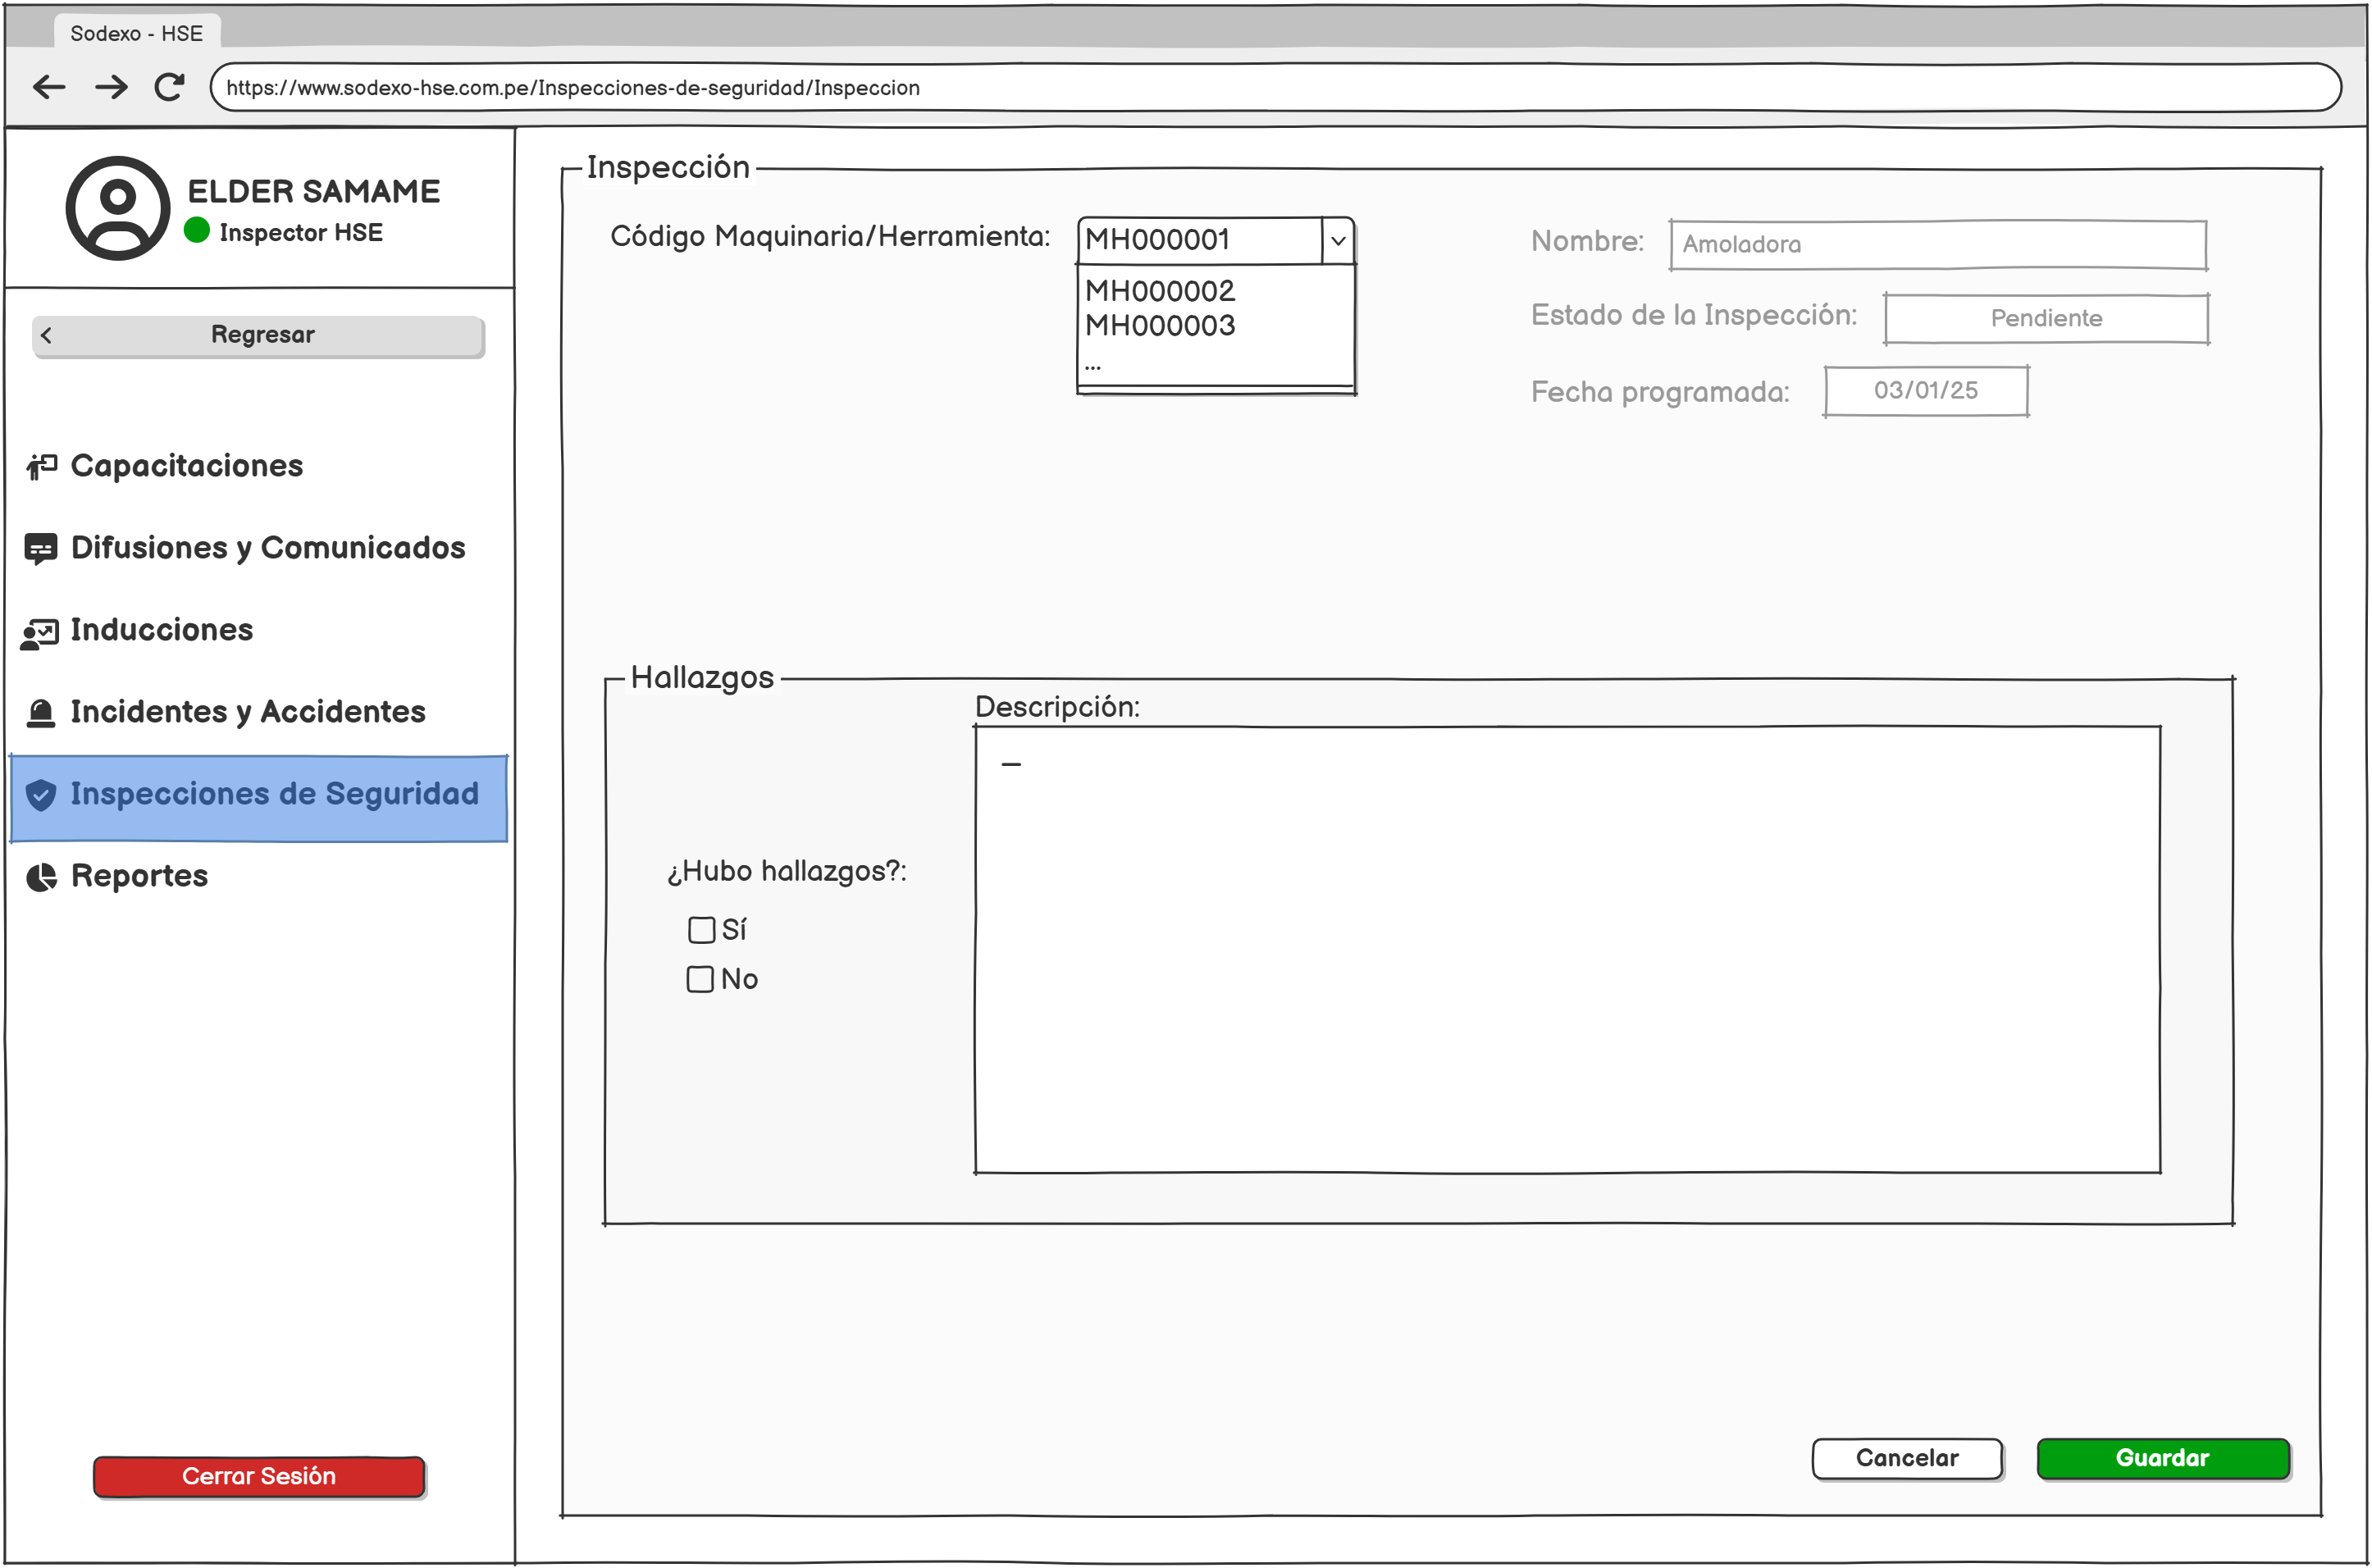 Sodexo - HSE
https://www.sodexo-hse.com.pe/Inspecciones-de-seguridad/Inspeccion
ELDER SAMAME
Inspector HSE
Regresar
Capacitaciones
Difusiones y Comunicados
Inducciones
Incidentes y Accidentes
Inspecciones de Seguridad
Reportes
Cerrar Sesión
Inspección
Código Maquinaria/Herramienta:
MH000001
MH000002
MH000003
...
Nombre:
Amoladora
Estado de la Inspección:
Pendiente
Fecha programada:
03/01/25
Hallazgos
¿Hubo hallazgos?:
Sí
No
Descripción:
–
Cancelar
Guardar